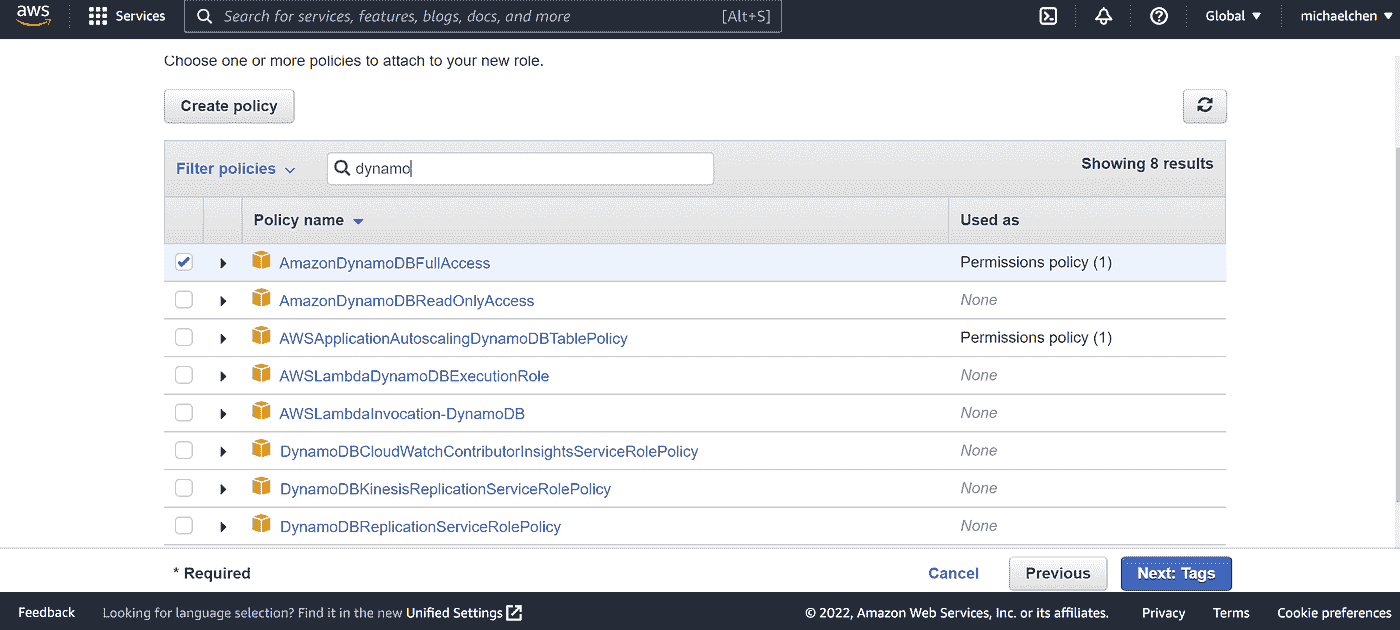 aws Services Search for services, features, blogs, docs, and more [Alt+S] Global michaelchen
Choose one or more policies to attach to your new role.
Create policy
Filter policies dynamo Showing 8 results
Policy name Used as
AmazonDynamoDBFullAccess Permissions policy (1)
AmazonDynamoDBReadOnlyAccess None
AWSApplicationAutoscalingDynamoDBTablePolicy Permissions policy (1)
AWSLambdaDynamoDBExecutionRole None
AWSLambdaInvocation-DynamoDB None
DynamoDBCloudWatchContributorInsightsServiceRolePolicy None
DynamoDBKinesisReplicationServiceRolePolicy None
DynamoDBReplicationServiceRolePolicy None
* Required Cancel Previous Next: Tags
Feedback Looking for language selection? Find it in the new Unified Settings © 2022, Amazon Web Services, Inc. or its affiliates. Privacy Terms Cookie preferences